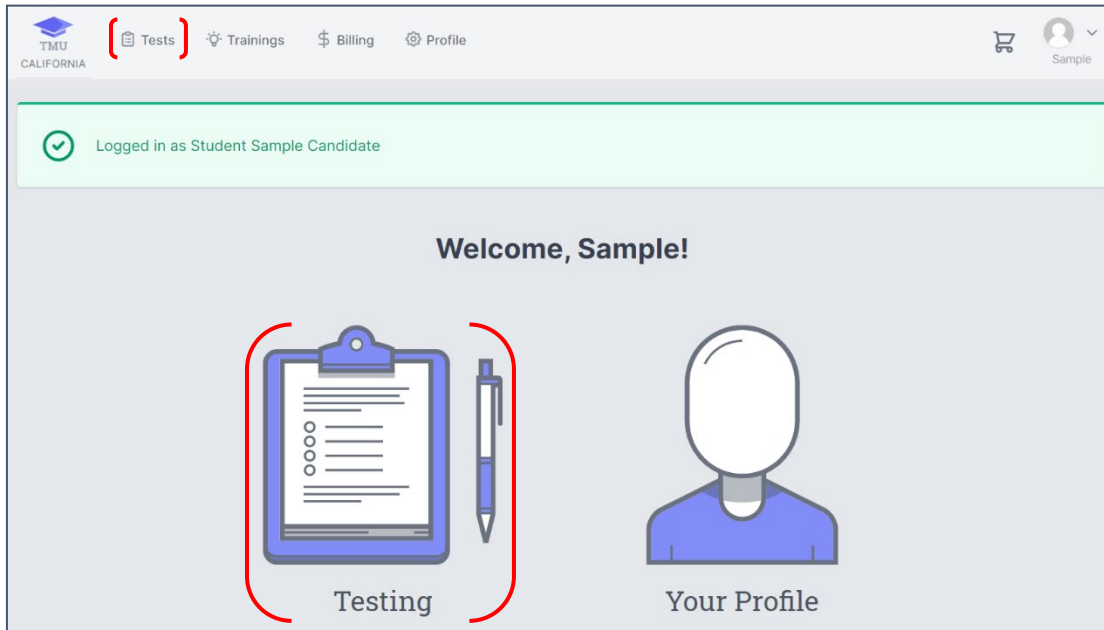 TMU
CALIFORNIA
Tests
Trainings
$ Billing
Profile
Sample
Logged in as Student Sample Candidate
Welcome, Sample!
Testing
Your Profile